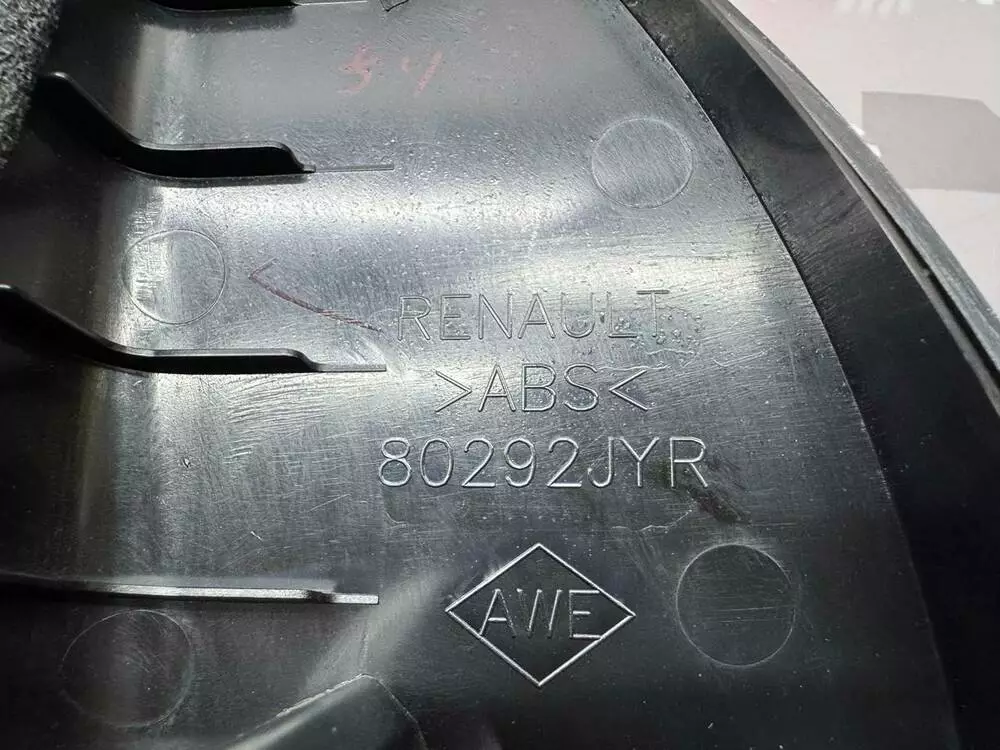 RENAULT
>ABS<
80292JYR
AWE